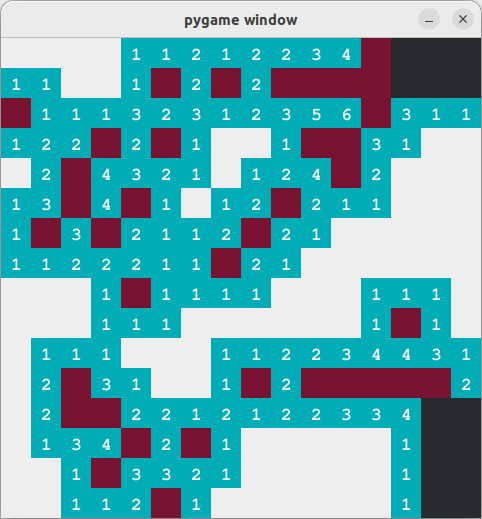 pygame window
1 1 2 1 2 2 3 4
1 1 1 2 2
1 1 1 3 2 3 1 2 3 5 6 3 1 1
1 2 2 2 1 1 3 1
2 4 3 2 1 1 2 4 2
1 3 4 1 1 2 2 1 1
1 3 2 1 1 2 2 1
1 1 2 2 2 1 1 2 1
1 1 1 1 1 1 1 1
1 1 1 1 1
1 1 1 1 1 2 2 3 4 4 3 1
2 3 1 1 2 2
2 2 2 1 2 1 2 2 3 3 4
1 3 4 2 1 1
1 3 3 2 1 1
1 1 2 1 1